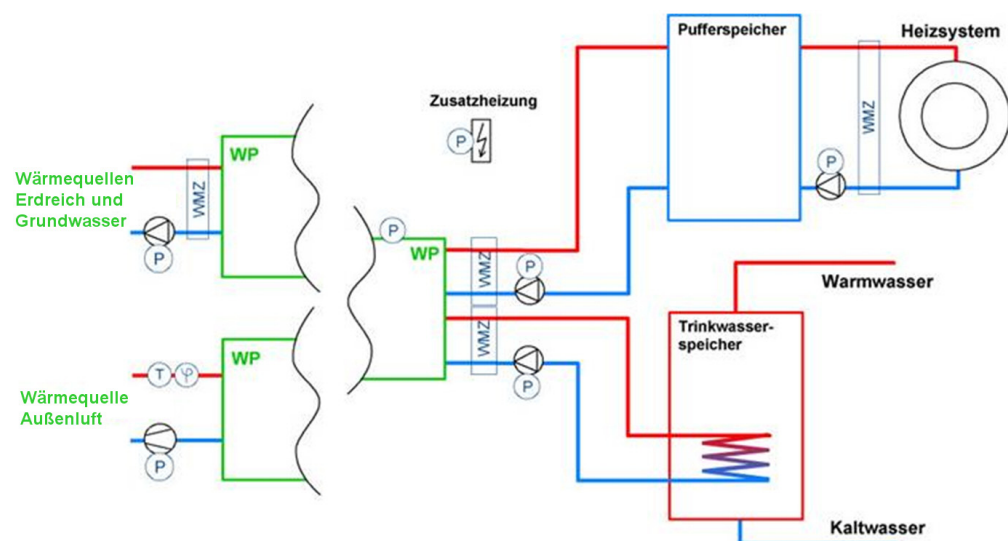 Pufferspeicher
Heizsystem
WMZ
P
Zusatzheizung
P
WP
Wärmequellen
Erdreich und
Grundwasser
WMZ
P
P
WP
WMZ
P
Warmwasser
WMZ
P
Trinkwasser-
speicher
WP
Wärmequelle
Außenluft
T
φ
P
Kaltwasser